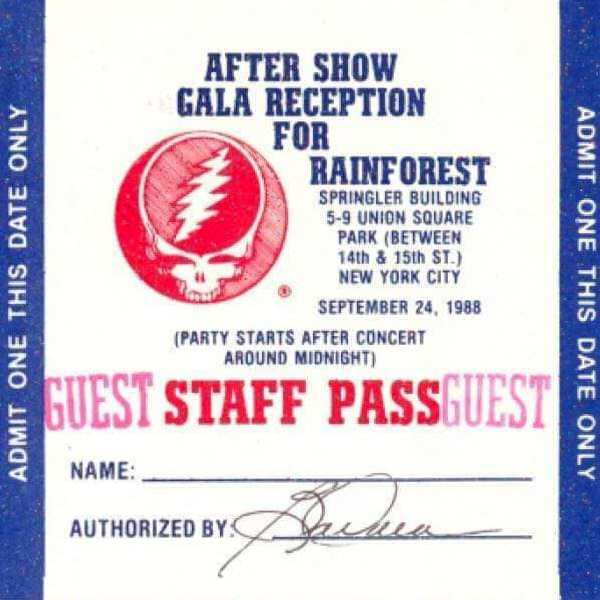 AFTER SHOW
GALA RECEPTION
FOR
RAINFOREST
SPRINGLER BUILDING
5-9 UNION SQUARE
PARK (BETWEEN
14th & 15th ST.)
NEW YORK CITY
®
SEPTEMBER 24, 1988
(PARTY STARTS AFTER CONCERT
AROUND MIDNIGHT)
GUEST STAFF PASS GUEST
NAME:
AUTHORIZED BY:
ADMIT ONE THIS DATE ONLY
ADMIT ONE THIS DATE ONLY